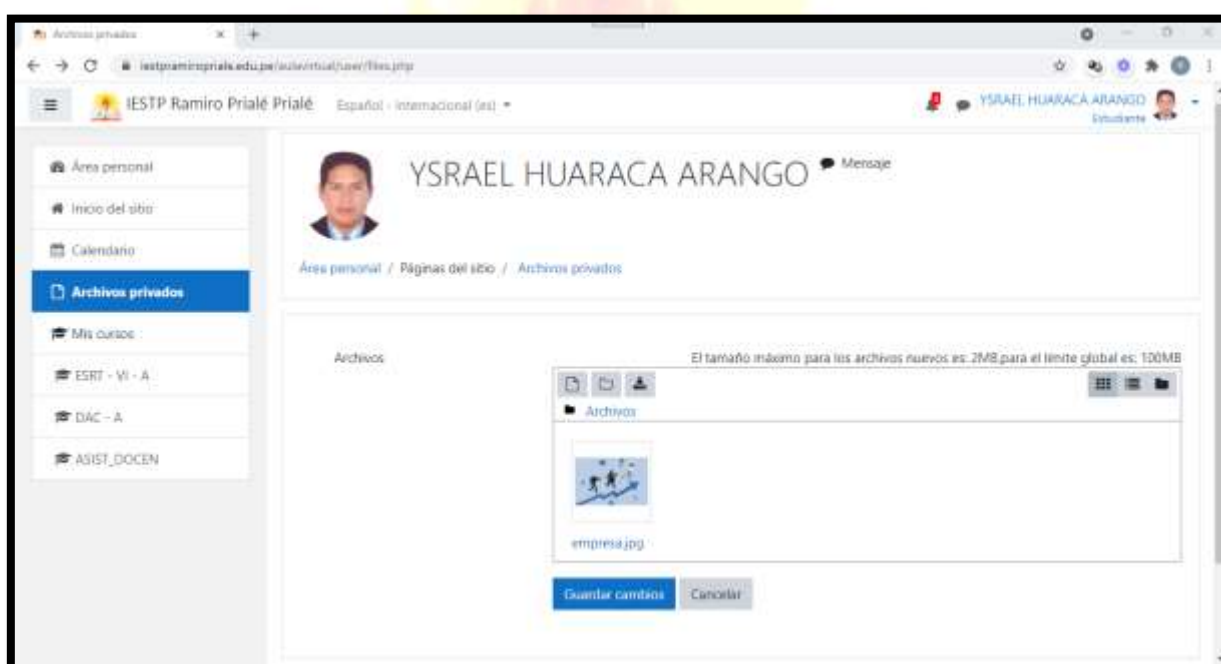 Archivos privados
iestpramiropriale.edu.pe/aulavirtual/user/files.php
IESTP Ramiro Prialé Prialé Español - Internacional (es)
YSRAEL HUARACA ARANGO
Estudiante
Área personal
Inicio del sitio
Calendario
Archivos privados
Mis cursos
ESRT - VI - A
DAC - A
ASIST_DOCEN
YSRAEL HUARACA ARANGO Mensaje
Área personal / Páginas del sitio / Archivos privados
Archivos
El tamaño máximo para los archivos nuevos es: 2MB,para el límite global es: 100MB
Archivos
empresa.jpg
Guardar cambios Cancelar